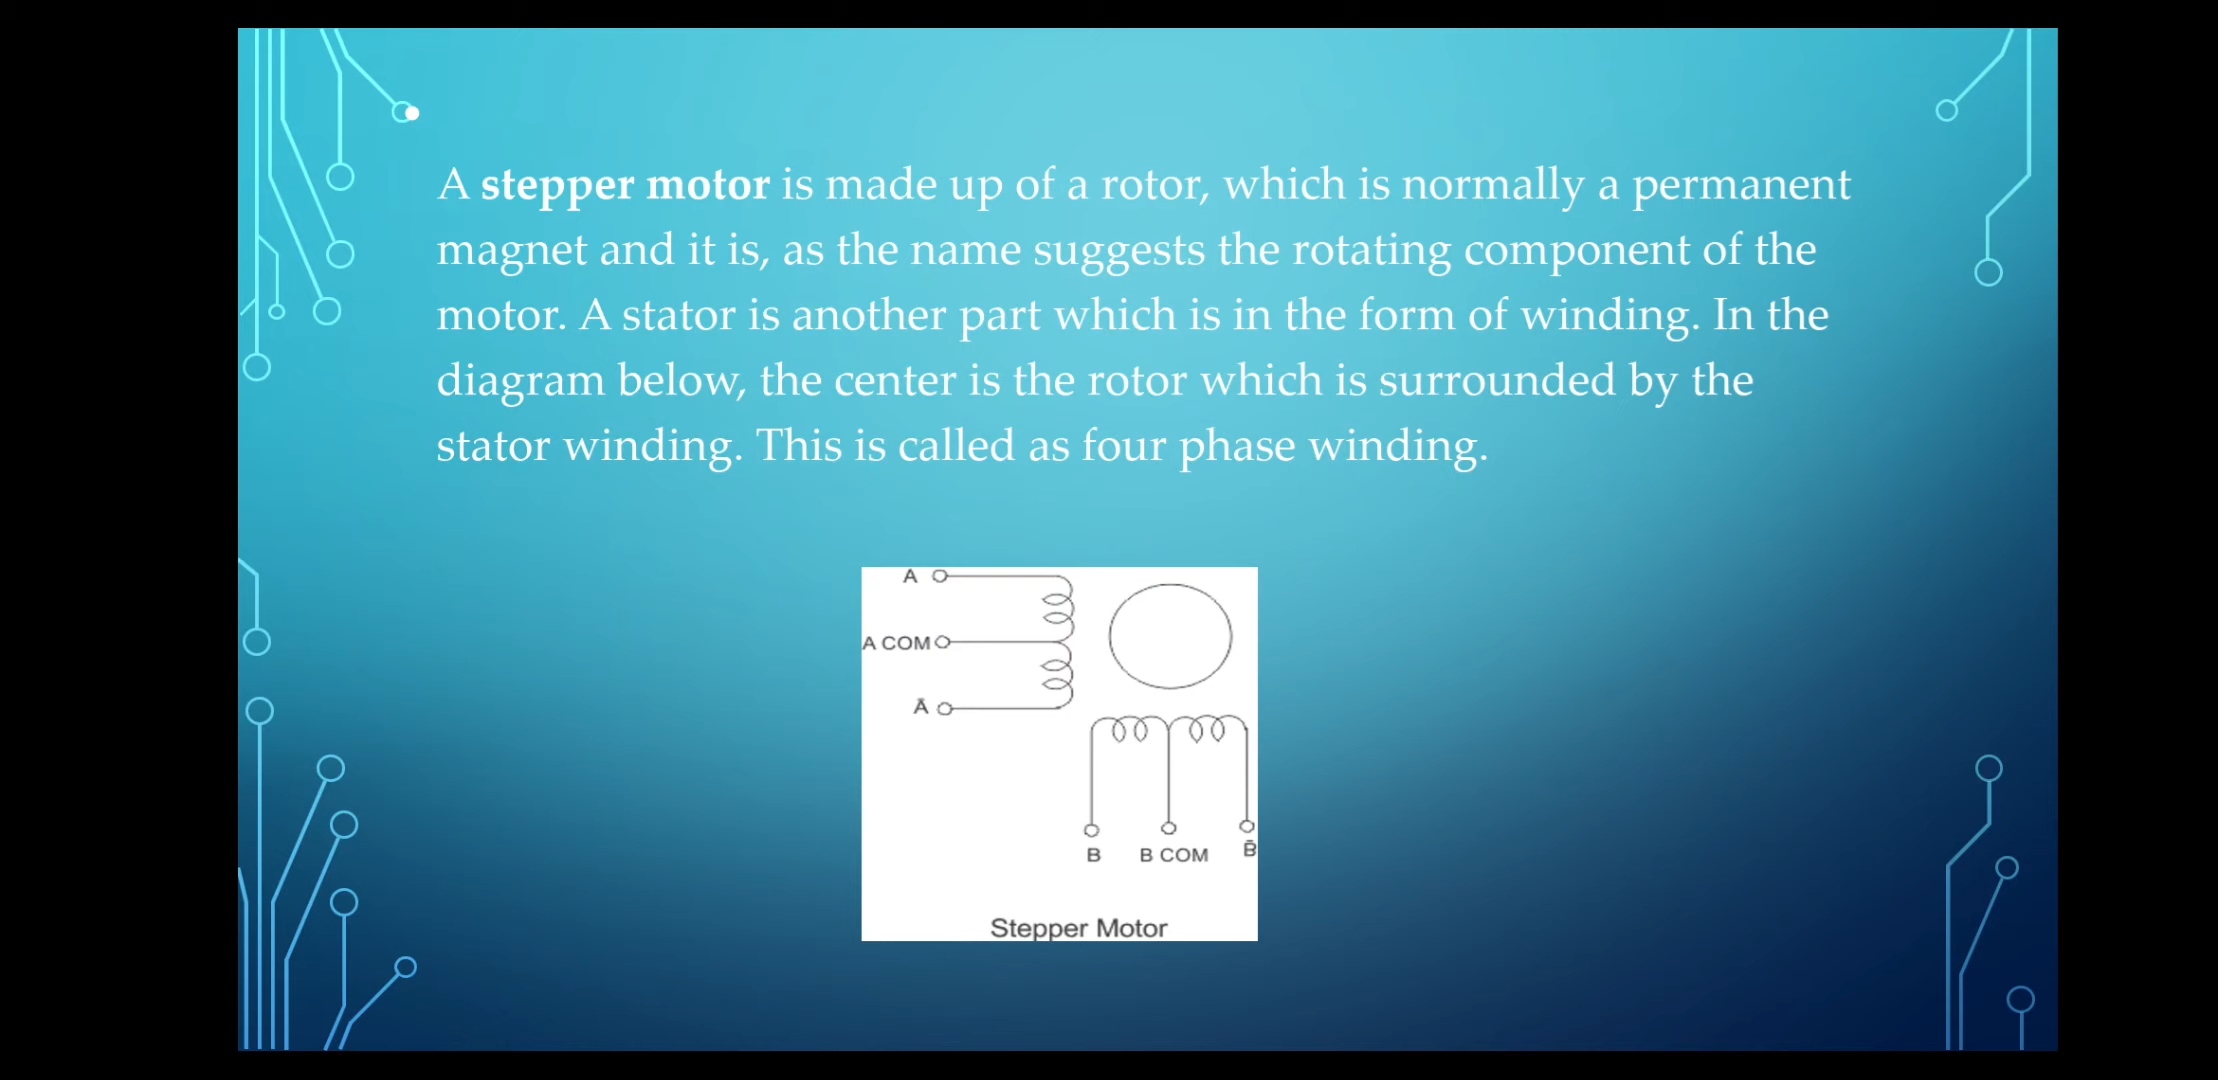 A stepper motor is made up of a rotor, which is normally a permanent
magnet and it is, as the name suggests the rotating component of the
motor. A stator is another part which is in the form of winding. In the
diagram below, the center is the rotor which is surrounded by the
stator winding. This is called as four phase winding.
A
A COM
Ā
B
B COM
B̄
Stepper Motor